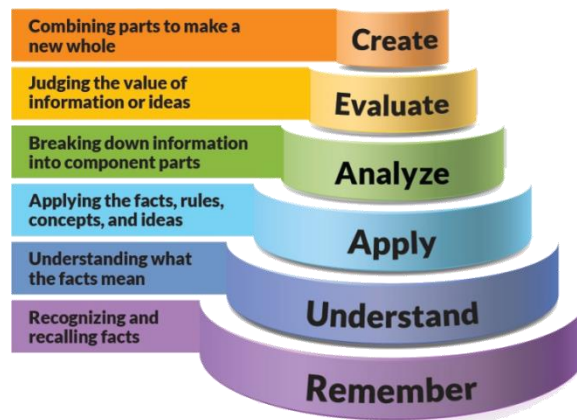 Combining parts to make a
new whole
Create
Judging the value of
information or ideas
Evaluate
Breaking down information
into component parts
Analyze
Applying the facts, rules,
concepts, and ideas
Apply
Understanding what
the facts mean
Understand
Recognizing and
recalling facts
Remember